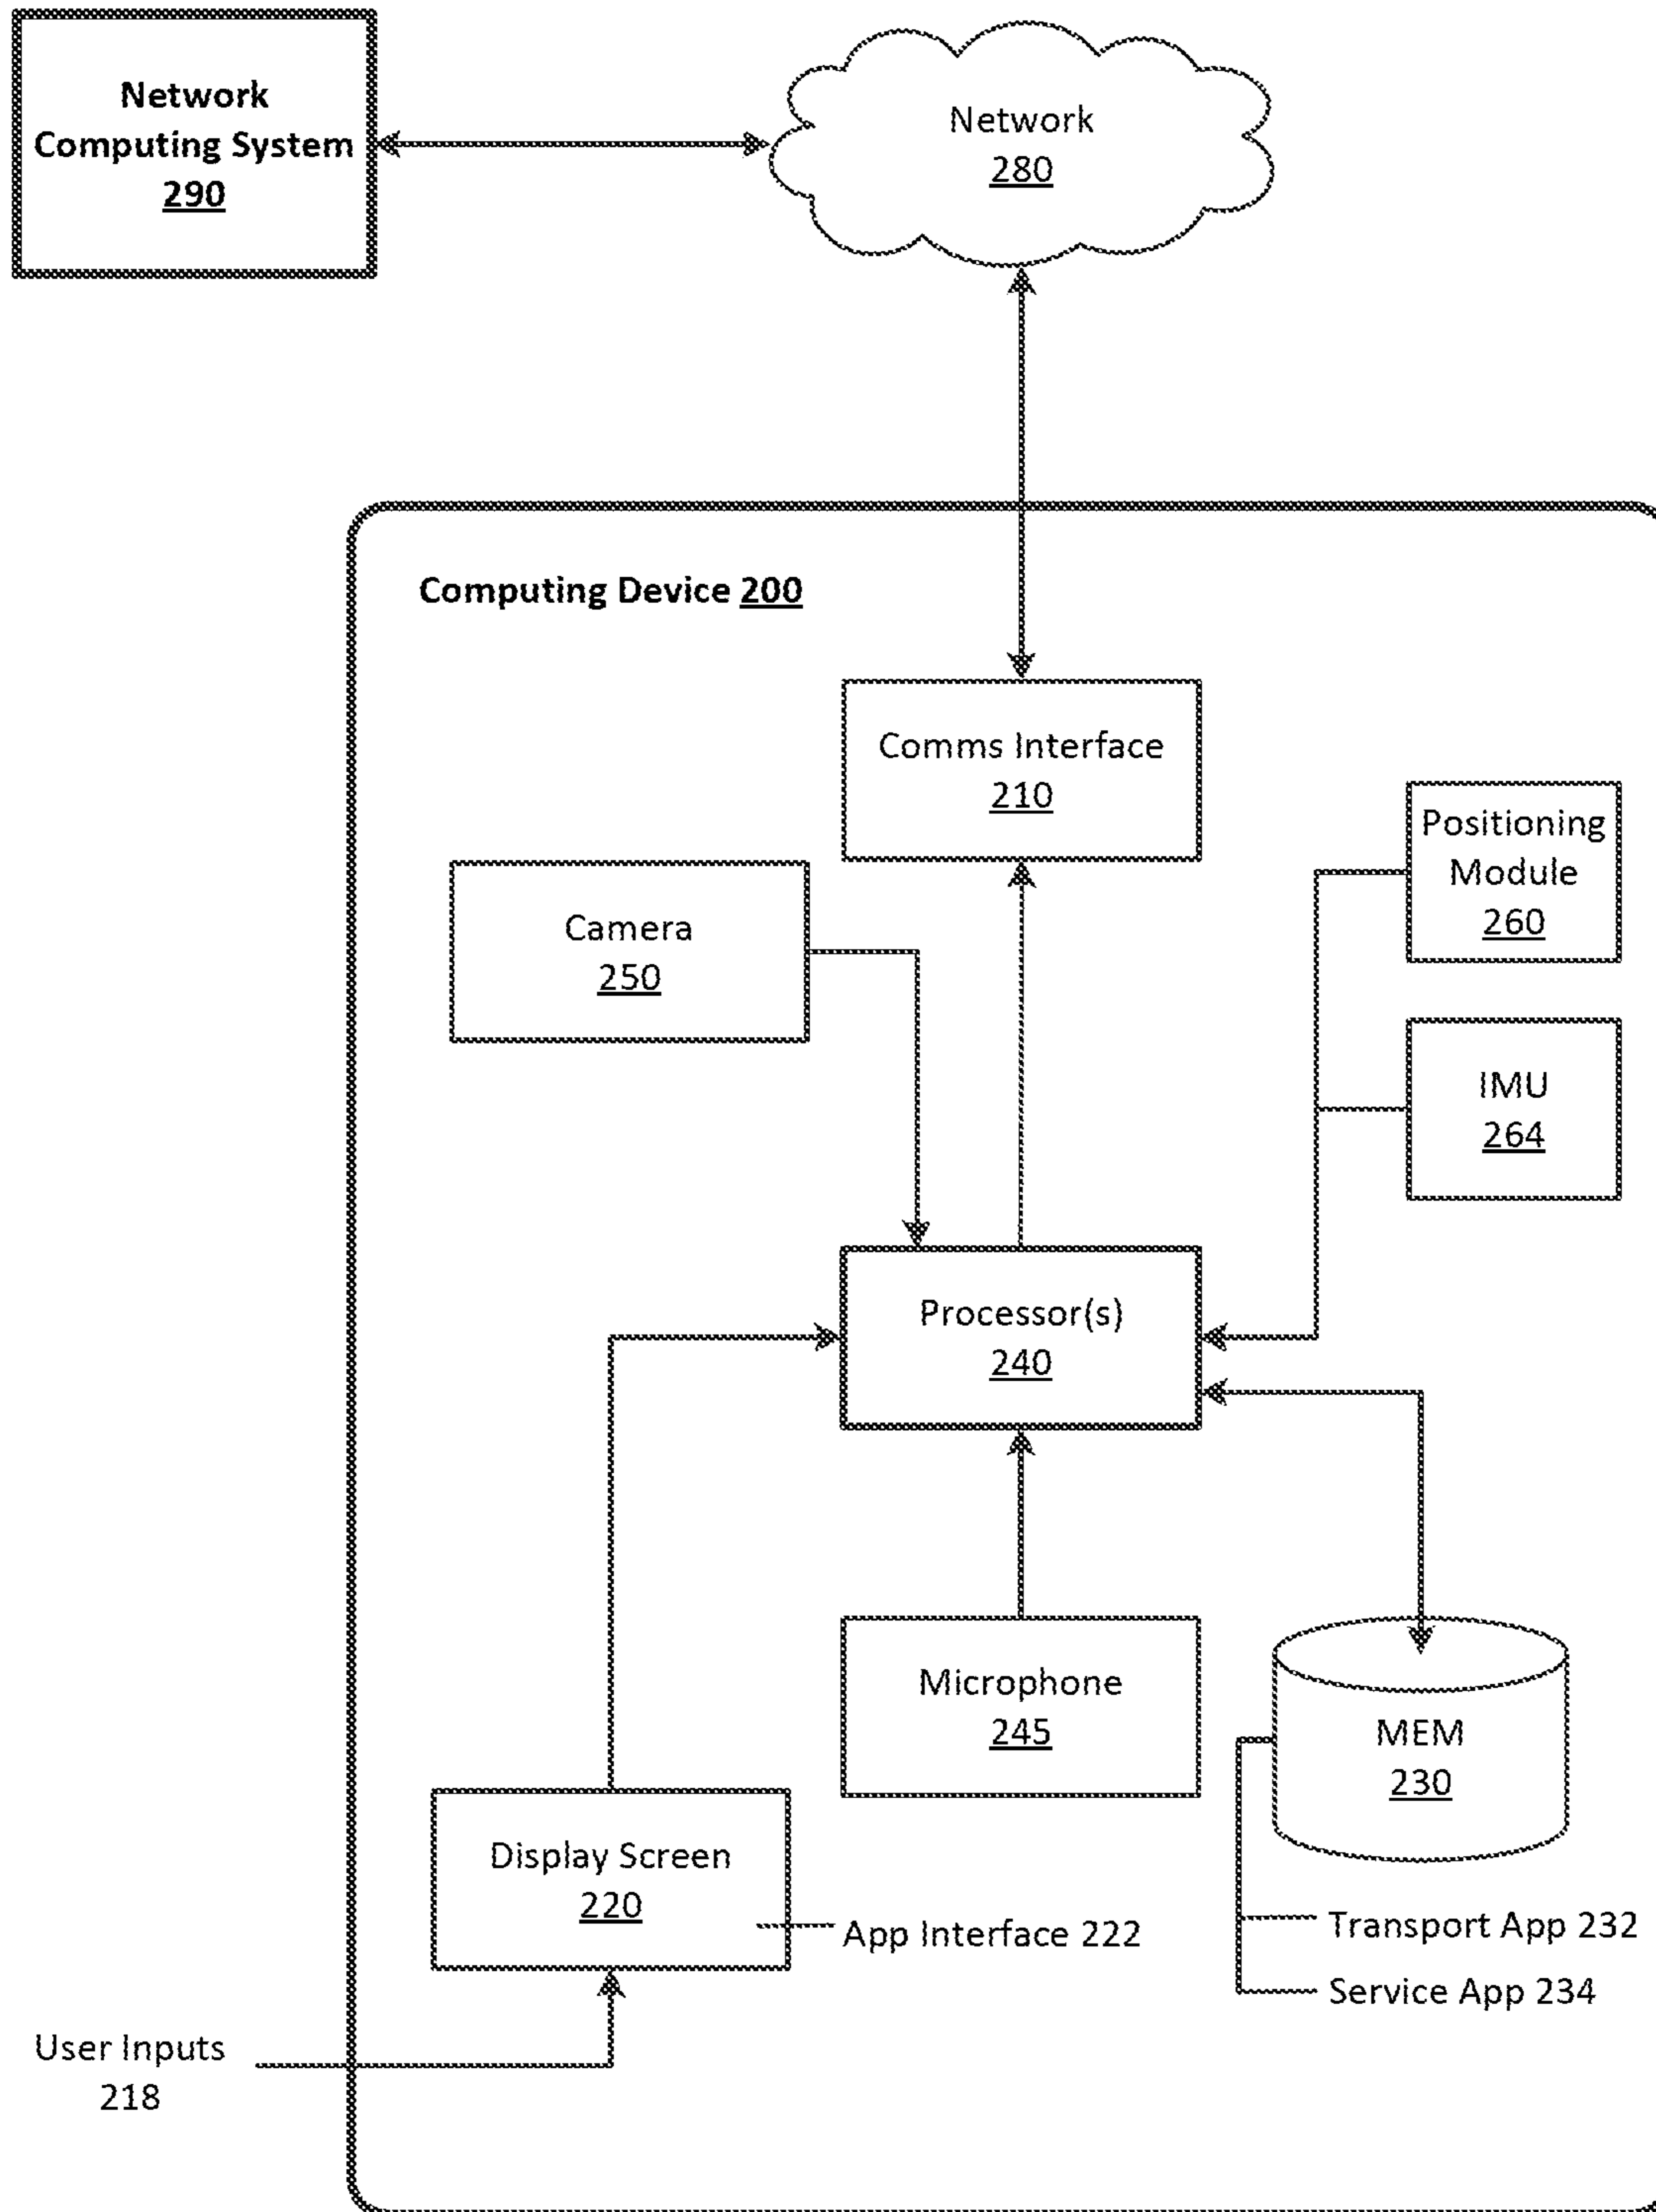 Network
Computing System
290
Network
280
Computing Device 200
Comms Interface
210
Positioning
Module
260
Camera
250
IMU
264
Processor(s)
240
Microphone
245
MEM
230
Display Screen
220
App Interface 222
Transport App 232
Service App 234
User Inputs
218